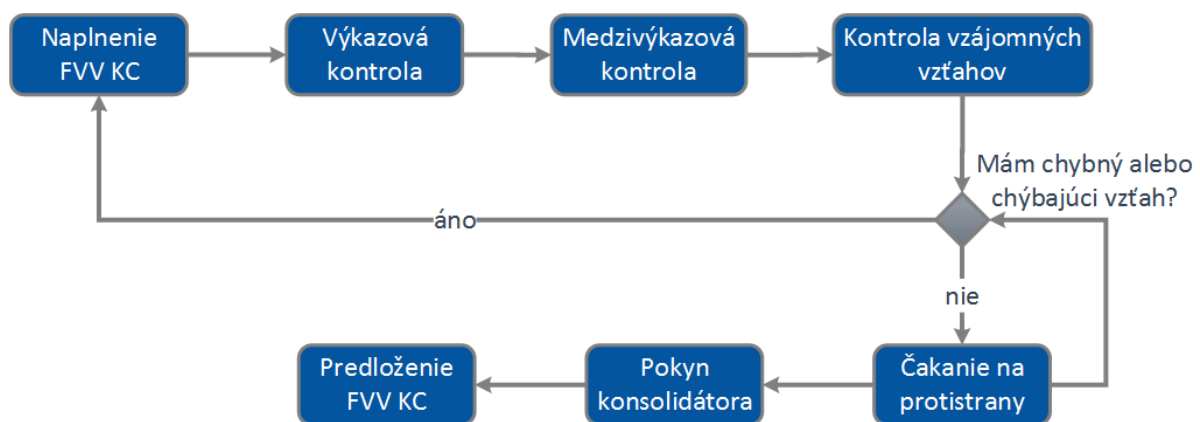 Naplnenie
FVV KC
Výkazová
kontrola
Medzivýkazová
kontrola
Kontrola vzájomných
vzťahov
Mám chybný alebo
chýbajúci vzťah?
áno
nie
Predloženie
FVV KC
Pokyn
konsolidátora
Čakanie na
protistrany